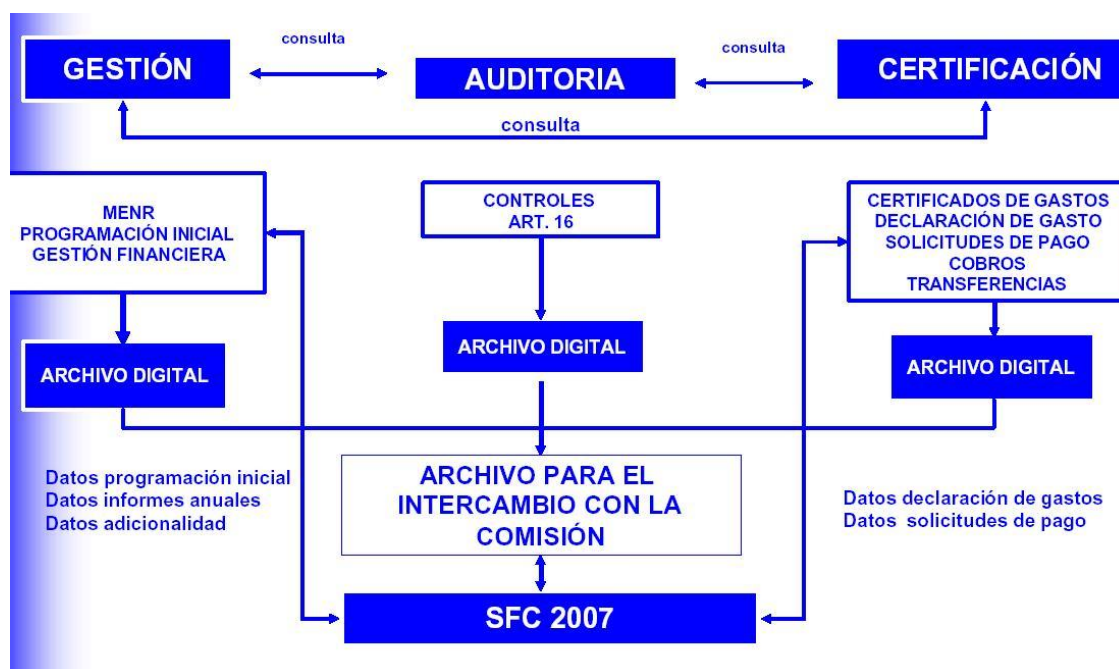 consulta
consulta
GESTIÓN
AUDITORIA
CERTIFICACIÓN
consulta
MENR
PROGRAMACIÓN INICIAL
GESTIÓN FINANCIERA
CONTROLES
ART. 16
CERTIFICADOS DE GASTOS
DECLARACIÓN DE GASTO
SOLICITUDES DE PAGO
COBROS
TRANSFERENCIAS
ARCHIVO DIGITAL
ARCHIVO DIGITAL
ARCHIVO DIGITAL
Datos programación inicial
Datos informes anuales
Datos adicionalidad
ARCHIVO PARA EL
INTERCAMBIO CON LA
COMISIÓN
Datos declaración de gastos
Datos solicitudes de pago
SFC 2007